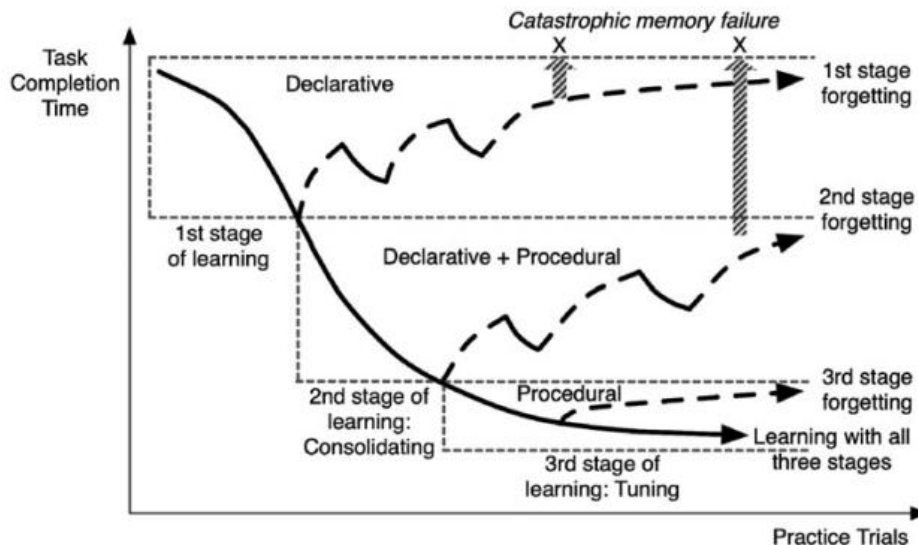 Catastrophic memory failure
X
X
Task
Completion
Time
Declarative
1st stage
forgetting
2nd stage
forgetting
1st stage
of learning
Declarative + Procedural
3rd stage
forgetting
2nd stage of
learning:
Consolidating
Procedural
Learning with all
three stages
3rd stage of
learning: Tuning
Practice Trials